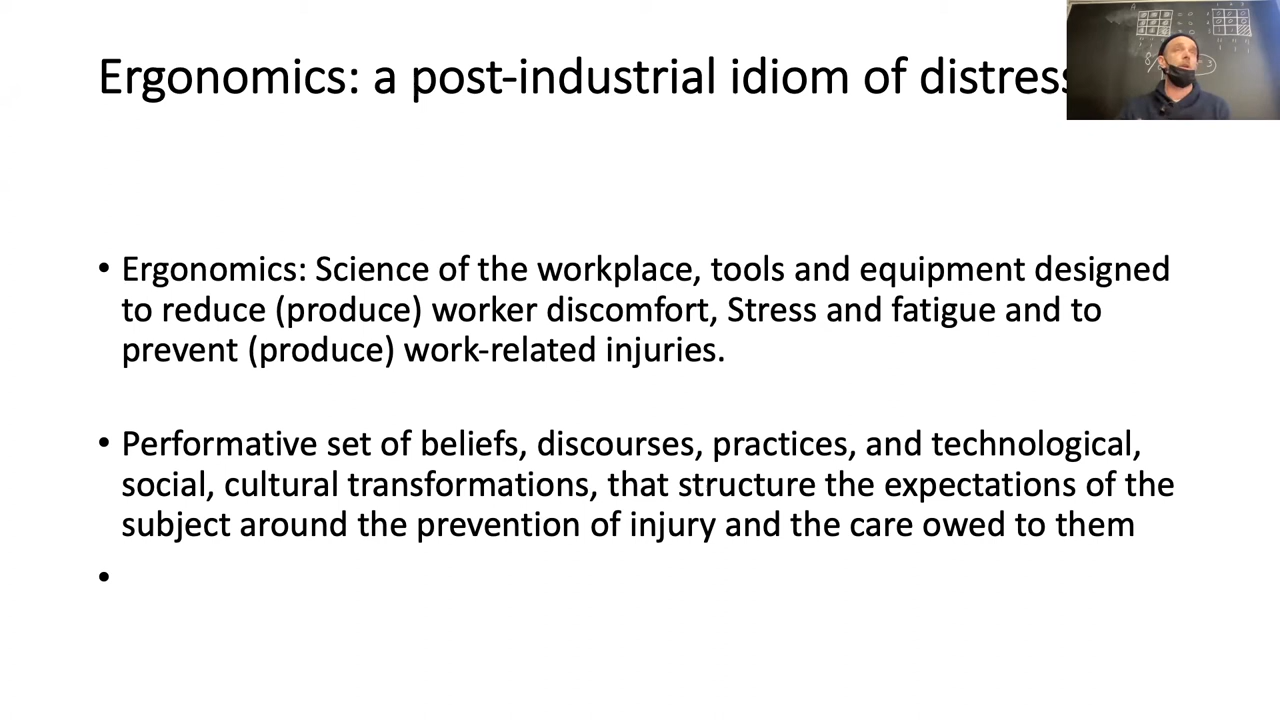 Ergonomics: a post-industrial idiom of distress
• Ergonomics: Science of the workplace, tools and equipment designed
to reduce (produce) worker discomfort, Stress and fatigue and to
prevent (produce) work-related injuries.
• Performative set of beliefs, discourses, practices, and technological,
social, cultural transformations, that structure the expectations of the
subject around the prevention of injury and the care owed to them
•